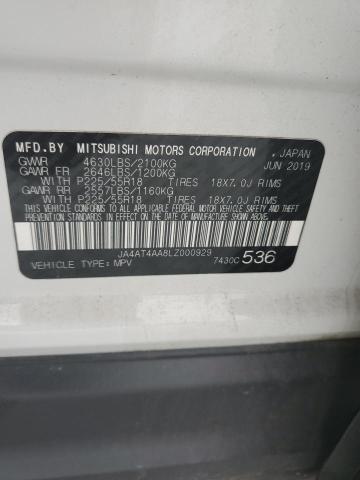 MFD.BY MITSUBISHI MOTORS CORPORATION , JAPAN
GVWR 4630LBS/2100KG JUN 2019
GAWR FR 2646LBS/1200KG
WITH P225/55R18 TIRES 18X7.0J RIMS
GAWR RR 2557LBS/1160KG
WITH P225/55R18 TIRES 18X7.0J RIMS
THIS VEHICLE CONFORMS TO ALL APPLICABLE FEDERAL MOTOR VEHICLE SAFETY, BUMPER, AND THEFT PREVENTION STANDARDS IN EFFECT ON THE DATE OF MANUFACTURE SHOWN ABOVE.
JA4AT4AA8LZ000929
VEHICLE TYPE: MPV 7430C 536